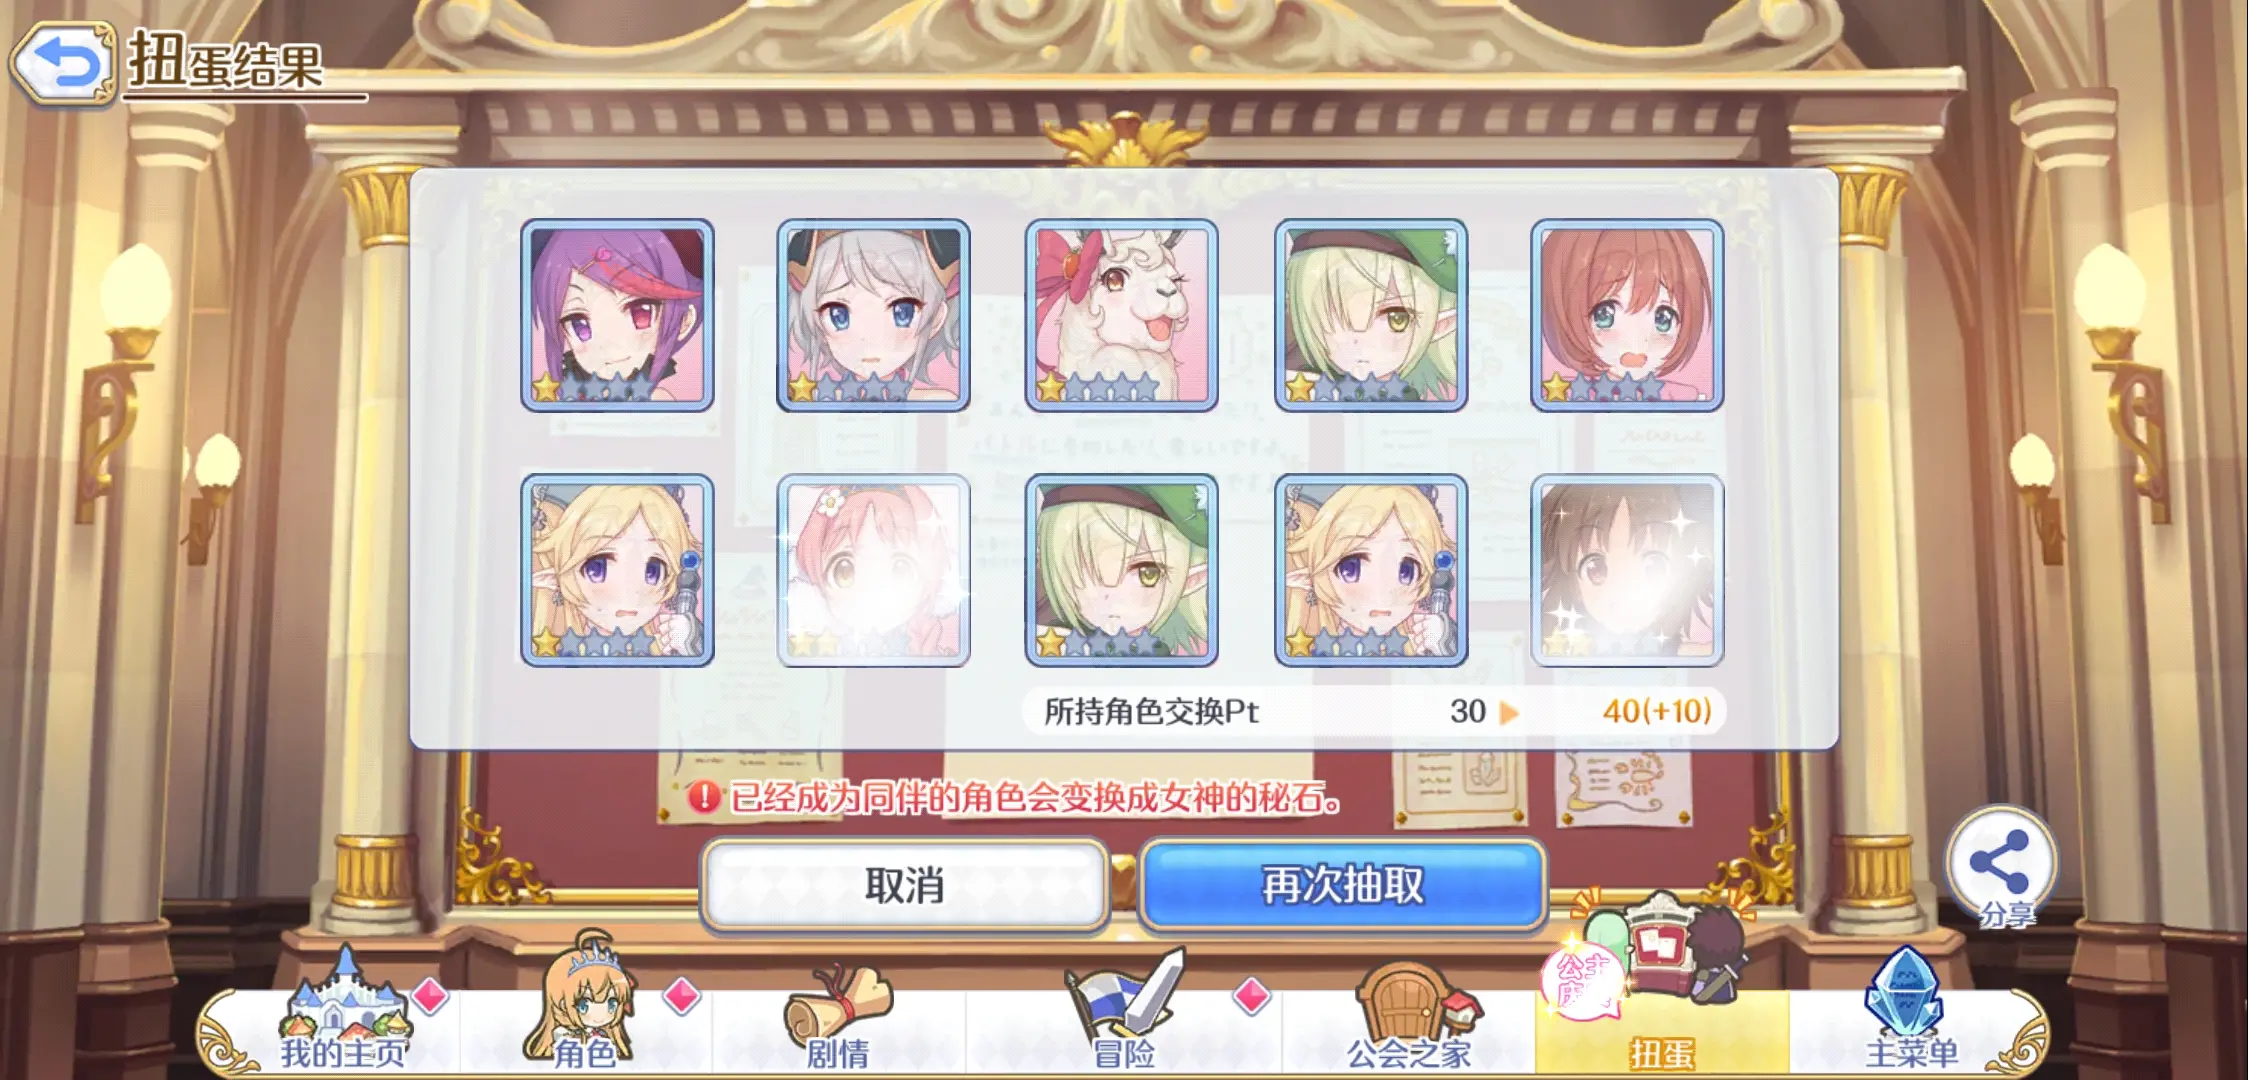 扭蛋结果
所持角色交换Pt 30 40(+10)
已经成为同伴的角色会变换成女神的秘石。
取消
再次抽取
分享
我的主页
角色
剧情
冒险
公会之家
扭蛋
主菜单